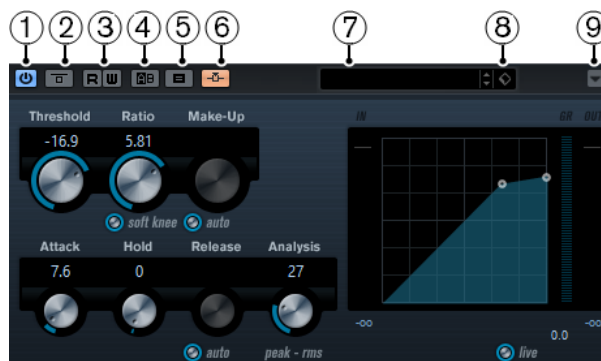 1 2 3 4 5 6 7 8 9
R W A B
Threshold Ratio Make-Up IN GR OUT
-16.9 5.81
soft knee auto
Attack Hold Release Analysis
7.6 0 27
-∞ 0.0 -∞
auto peak - rms live